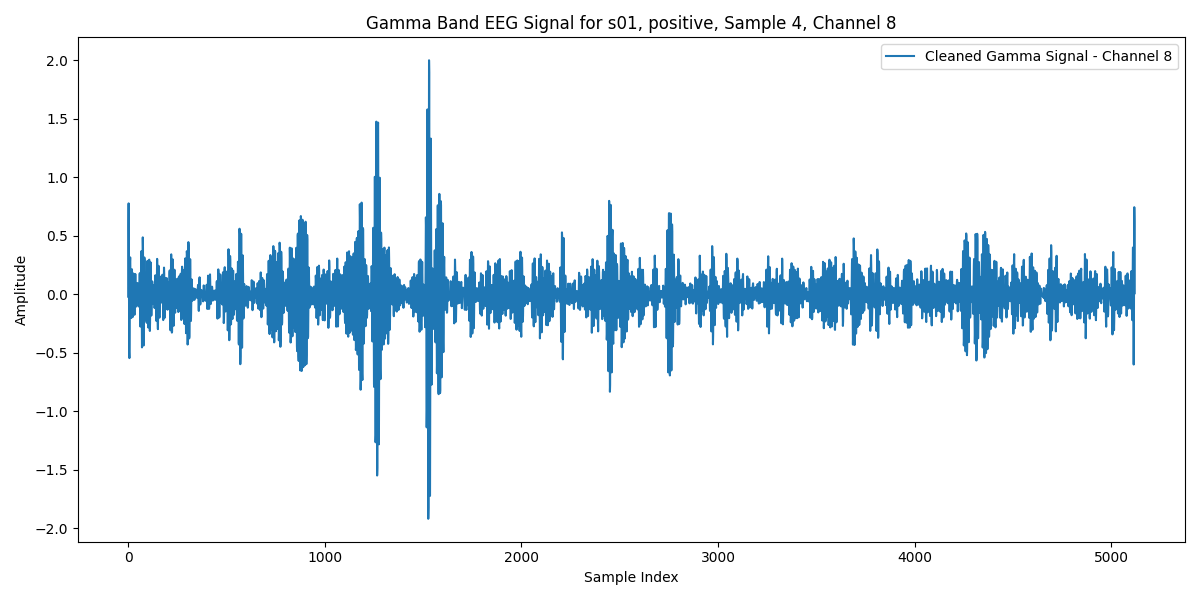 Gamma Band EEG Signal for s01, positive, Sample 4, Channel 8
Cleaned Gamma Signal - Channel 8
Amplitude
2.0
1.5
1.0
0.5
0.0
−0.5
−1.0
−1.5
−2.0
0 1000 2000 3000 4000 5000
Sample Index